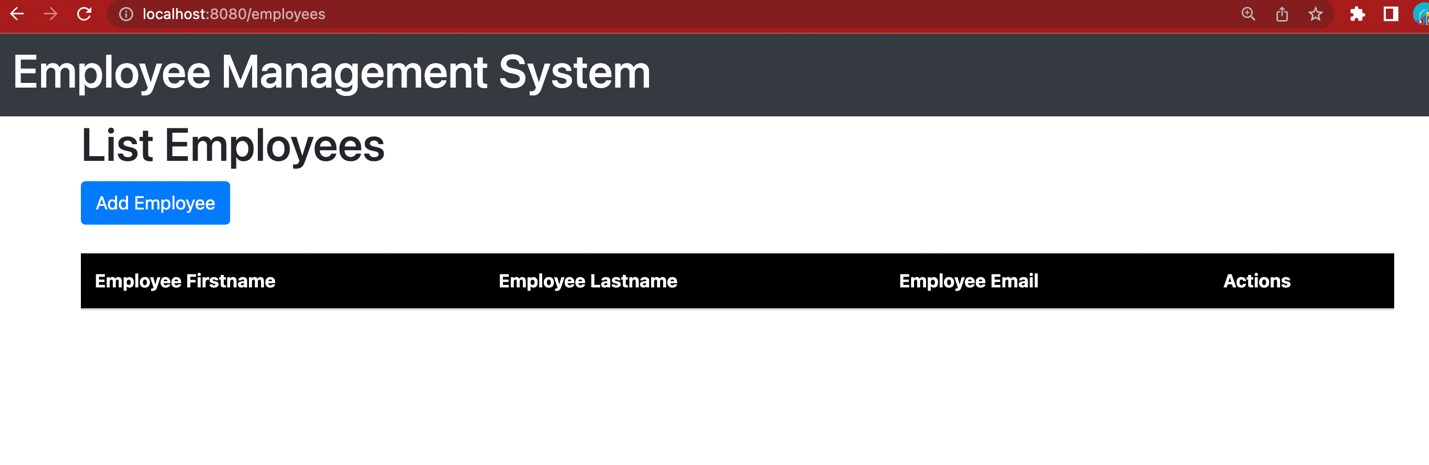 localhost:8080/employees
Employee Management System
List Employees
Add Employee
Employee Firstname Employee Lastname Employee Email Actions